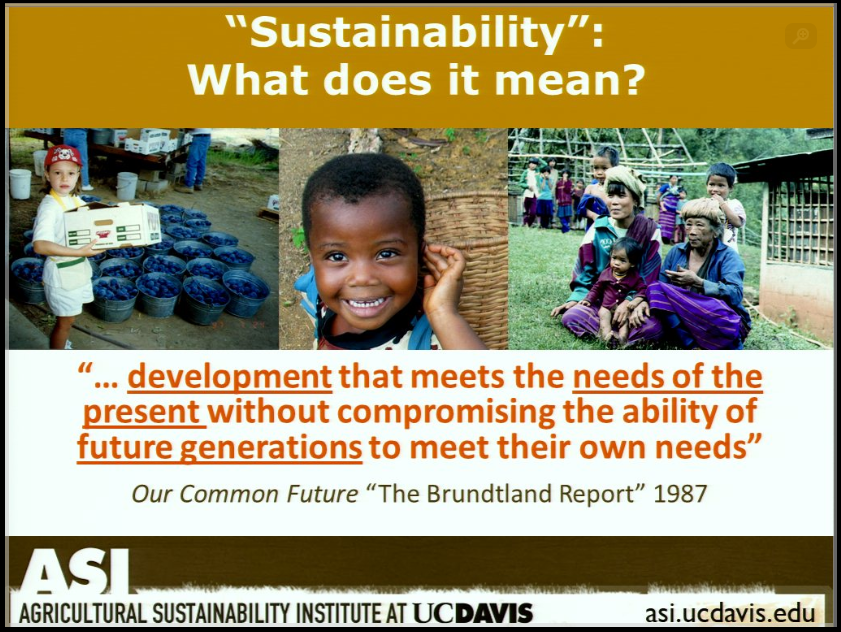 “Sustainability”:
What does it mean?
“... development that meets the needs of the
present without compromising the ability of
future generations to meet their own needs”
Our Common Future “The Brundtland Report” 1987
ASI
AGRICULTURAL SUSTAINABILITY INSTITUTE AT UCDAVIS
asi.ucdavis.edu